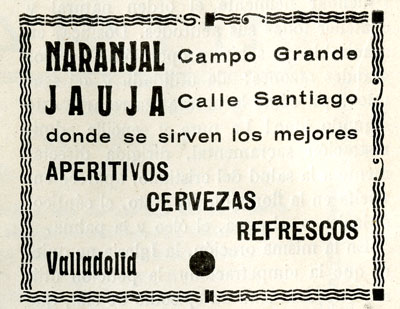 NARANJAL Campo Grande
JAUJA Calle Santiago
donde se sirven los mejores
APERITIVOS
CERVEZAS
REFRESCOS
Valladolid